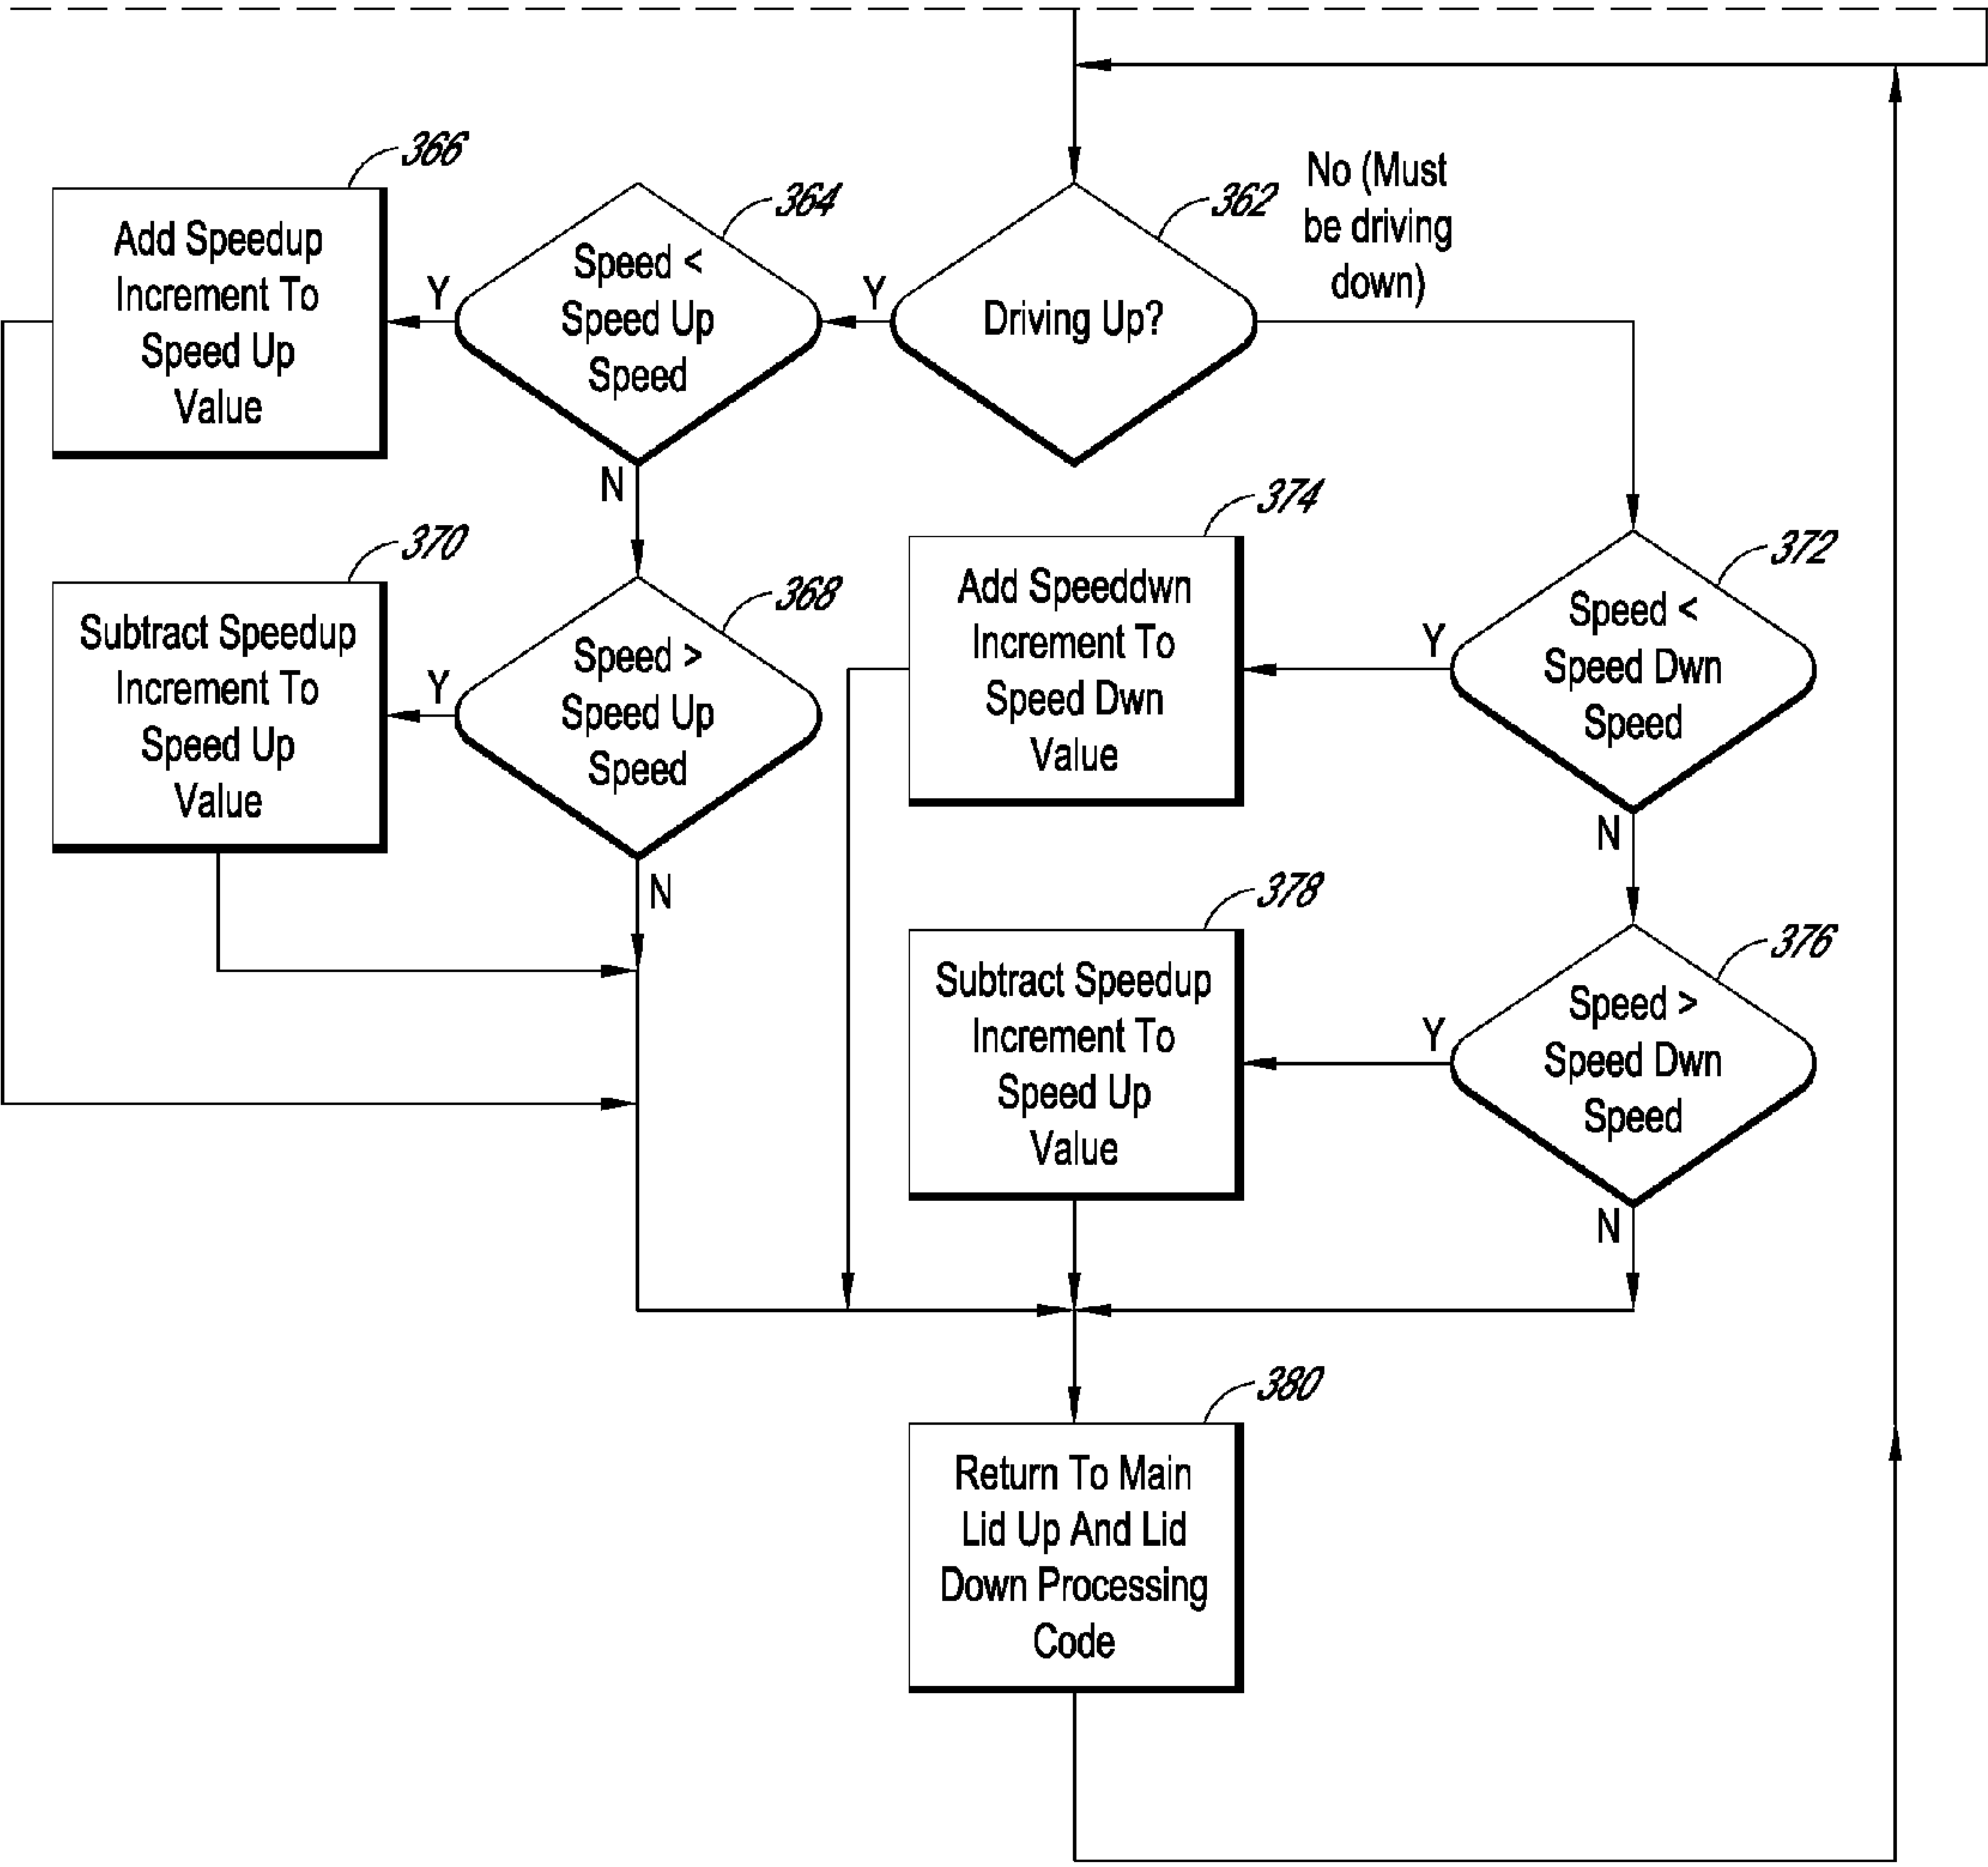 366
Add Speedup
Increment To
Speed Up
Value
Y
364
Speed <
Speed Up
Speed
Y
362
Driving Up?
No (Must
be driving
down)
N
370
Subtract Speedup
Increment To
Speed Up
Value
Y
368
Speed >
Speed Up
Speed
N
374
Add Speeddwn
Increment To
Speed Dwn
Value
Y
372
Speed <
Speed Dwn
Speed
N
378
Subtract Speedup
Increment To
Speed Up
Value
Y
376
Speed >
Speed Dwn
Speed
N
380
Return To Main
Lid Up And Lid
Down Processing
Code